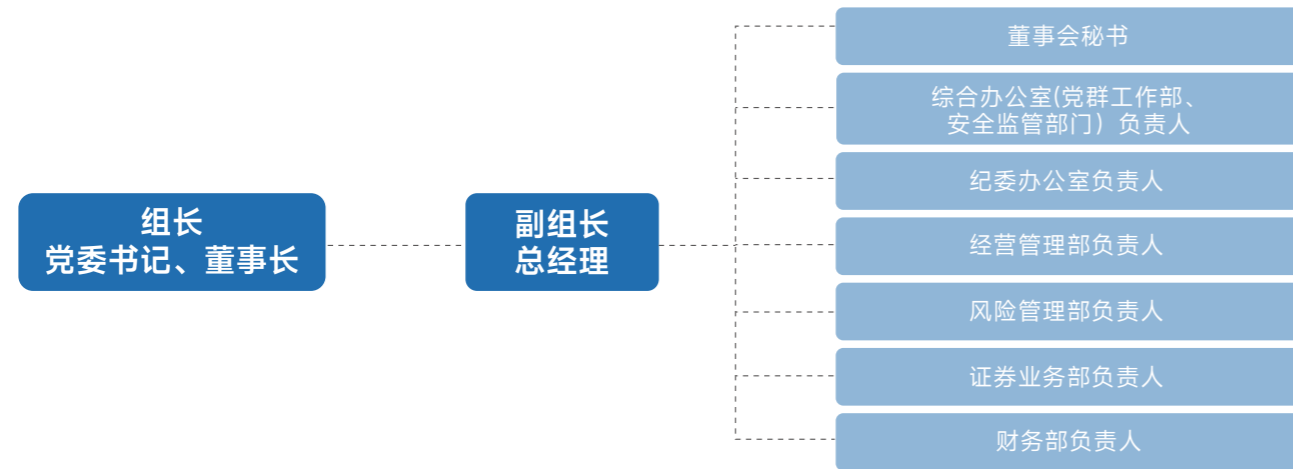 组长
党委书记、董事长
副组长
总经理
董事会秘书
综合办公室(党群工作部、
安全监管部门）负责人
纪委办公室负责人
经营管理部负责人
风险管理部负责人
证券业务部负责人
财务部负责人